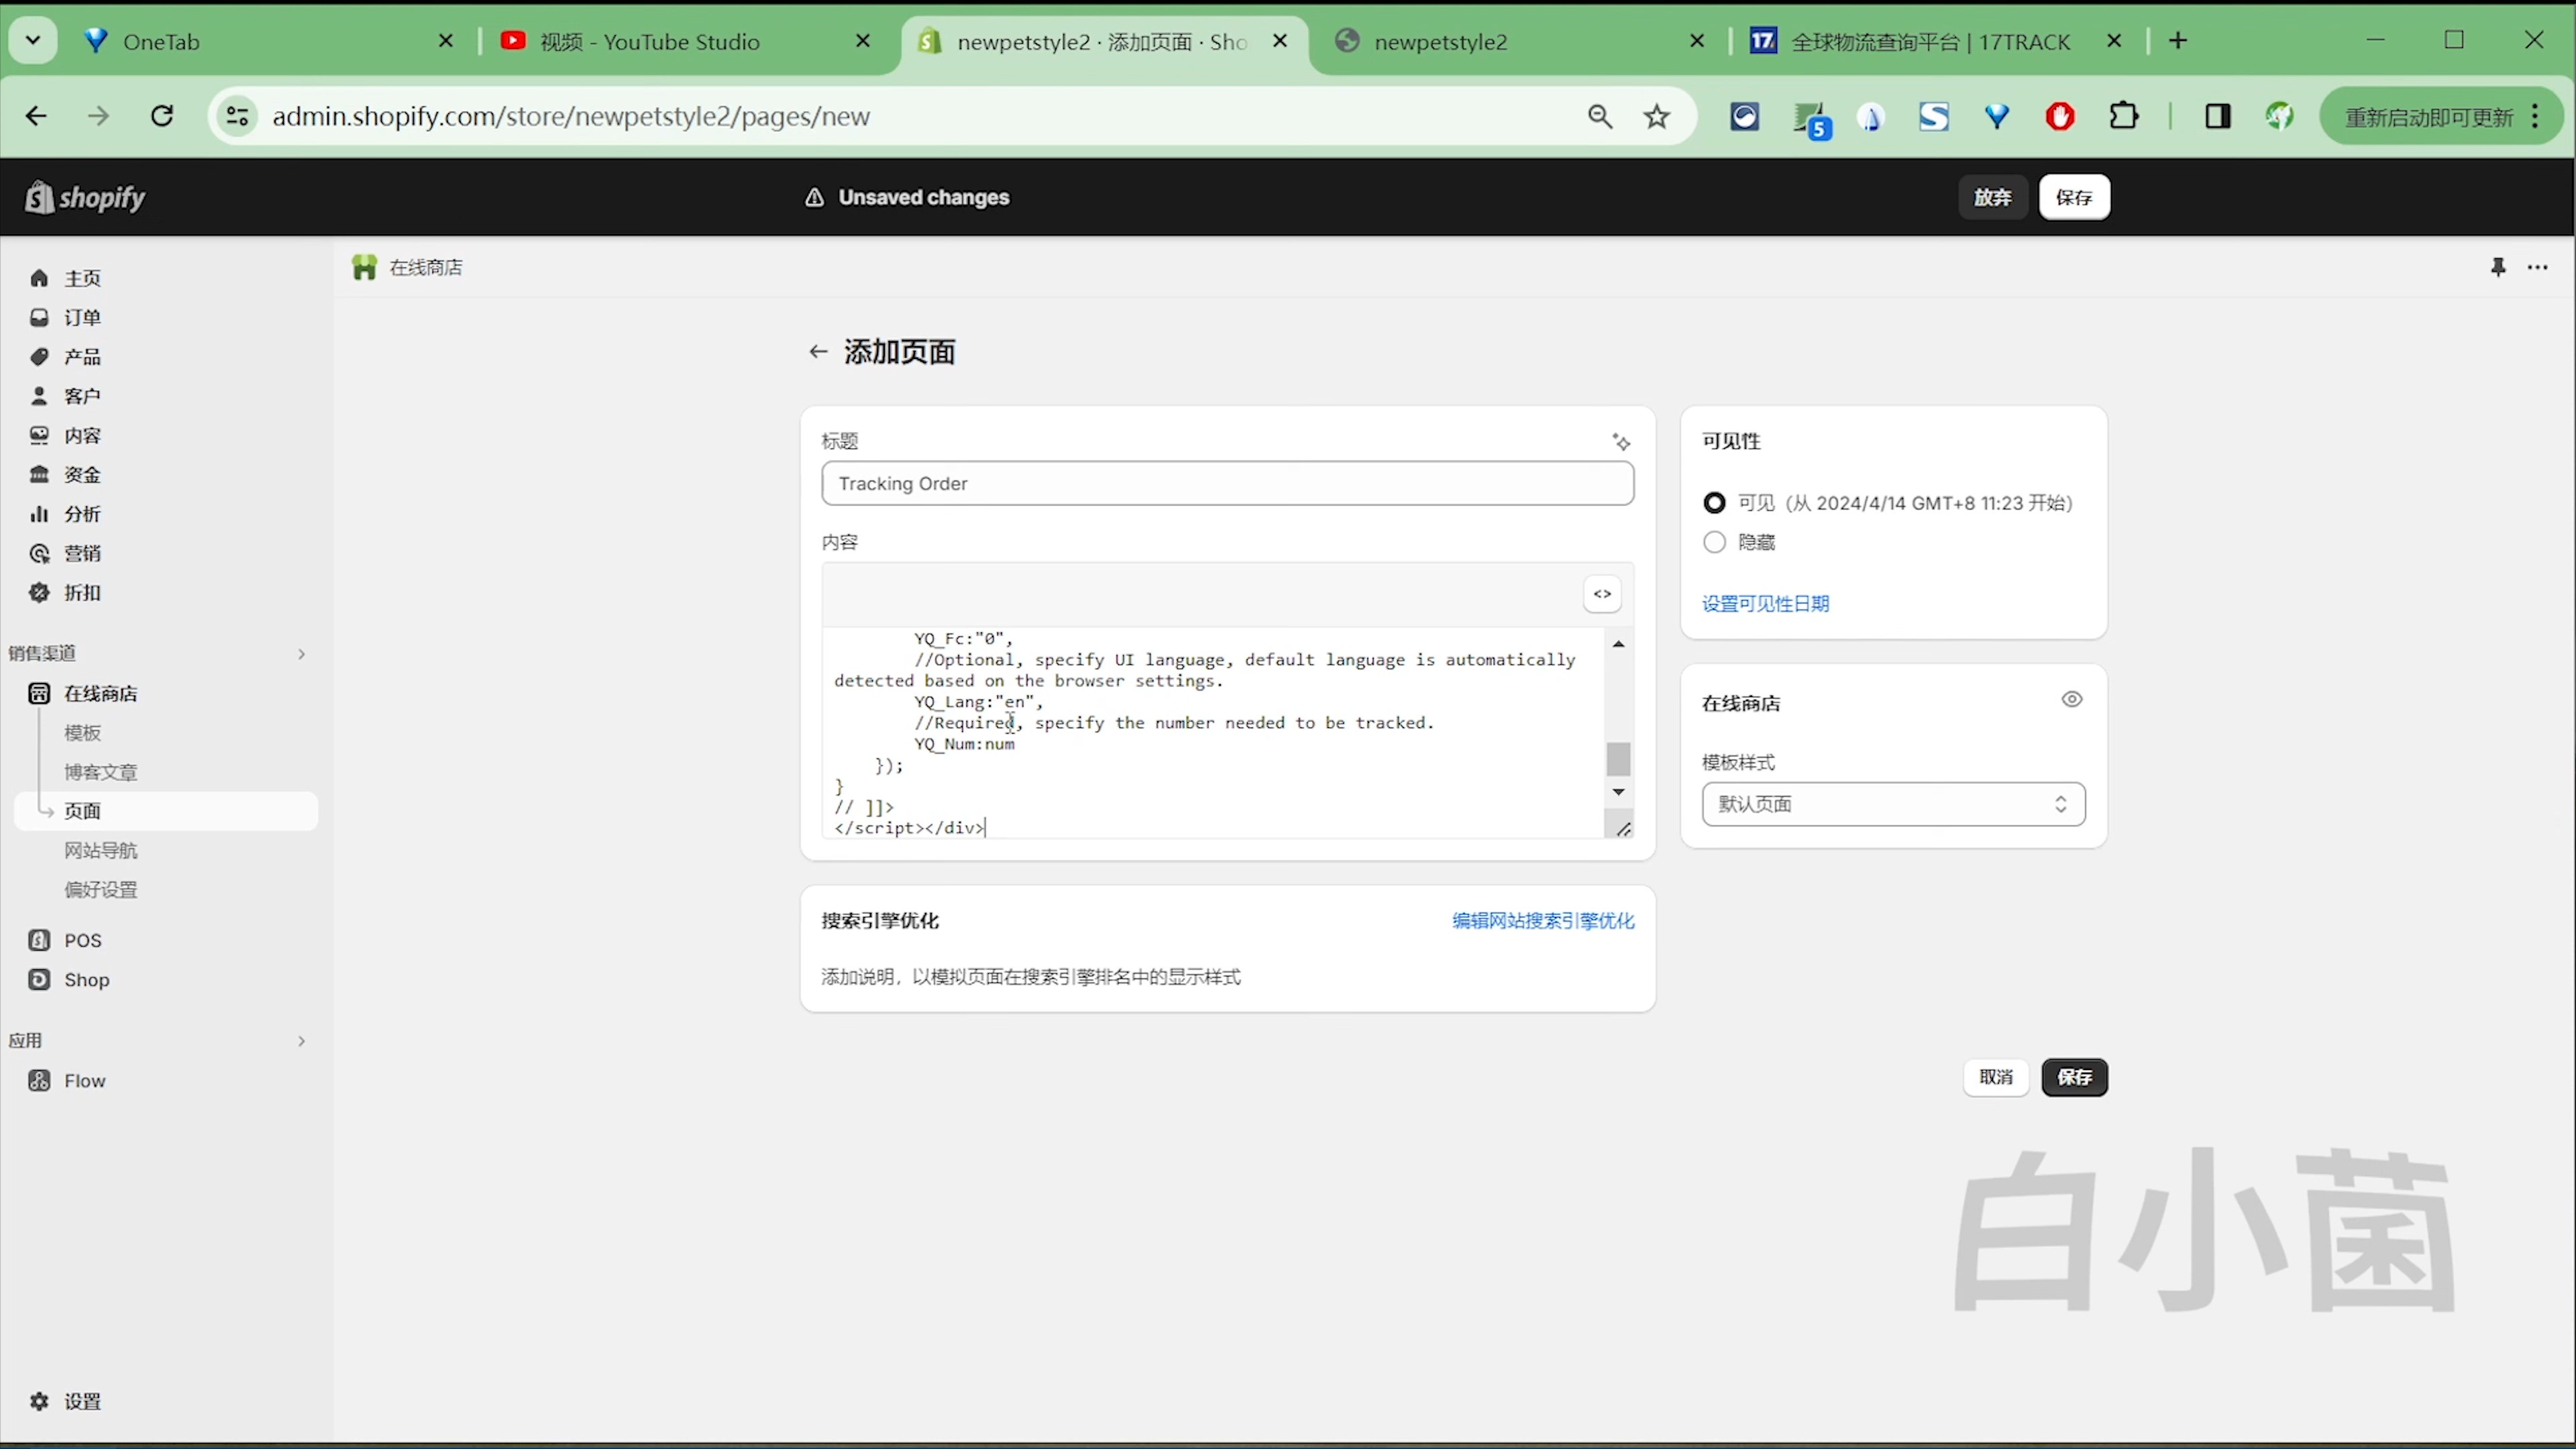 OneTab
视频 - YouTube Studio
newpetstyle2 · 添加页面 · Sho
newpetstyle2
17 全球物流查询平台 | 17TRACK
admin.shopify.com/store/newpetstyle2/pages/new
5
重新启动即可更新
shopify
Unsaved changes
放弃
保存
主页
订单
产品
客户
内容
资金
分析
营销
折扣
销售渠道
在线商店
模板
博客文章
页面
网站导航
偏好设置
POS
Shop
应用
Flow
设置
在线商店
添加页面
标题
Tracking Order
内容
<>
YQ_Fc:"0",
//Optional, specify UI language, default language is automatically
detected based on the browser settings.
YQ_Lang:"en",
//Required, specify the number needed to be tracked.
YQ_Num:num
});
}
// ]]>
</script></div>
搜索引擎优化
编辑网站搜索引擎优化
添加说明，以模拟页面在搜索引擎排名中的显示样式
可见性
可见（从 2024/4/14 GMT+8 11:23 开始）
隐藏
设置可见性日期
在线商店
模板样式
默认页面
取消
保存
白小菌